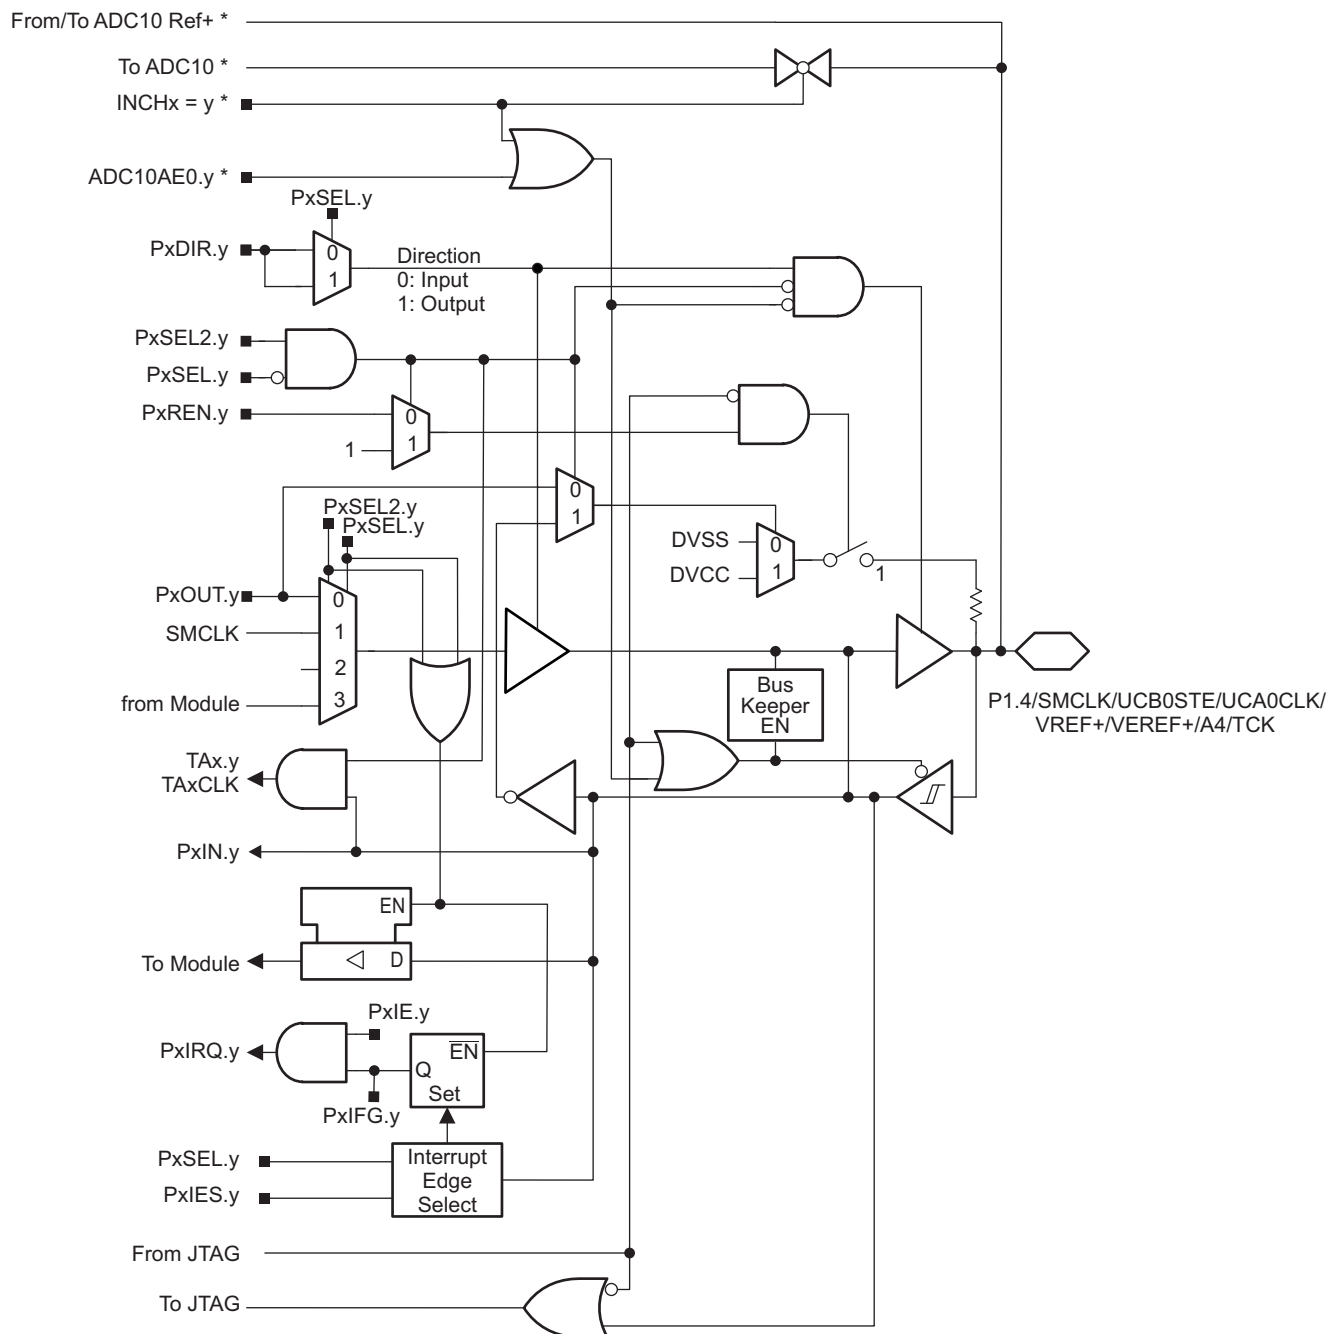 From/To ADC10 Ref+ *
To ADC10 *
INCHx = y *
ADC10AE0.y *
PxSEL.y
PxDIR.y
0
1
Direction
0: Input
1: Output
PxSEL2.y
PxSEL.y
PxREN.y
0
1
1
0
1
PxSEL2.y
PxSEL.y
DVSS
DVCC
0
1
1
PxOUT.y
SMCLK
from Module
0
1
2
3
Bus
Keeper
EN
P1.4/SMCLK/UCB0STE/UCA0CLK/
VREF+/VEREF+/A4/TCK
TAx.y
TAxCLK
PxIN.y
EN
D
To Module
PxIE.y
PxIRQ.y
EN
Q
Set
PxIFG.y
PxSEL.y
PxIES.y
Interrupt
Edge
Select
From JTAG
To JTAG